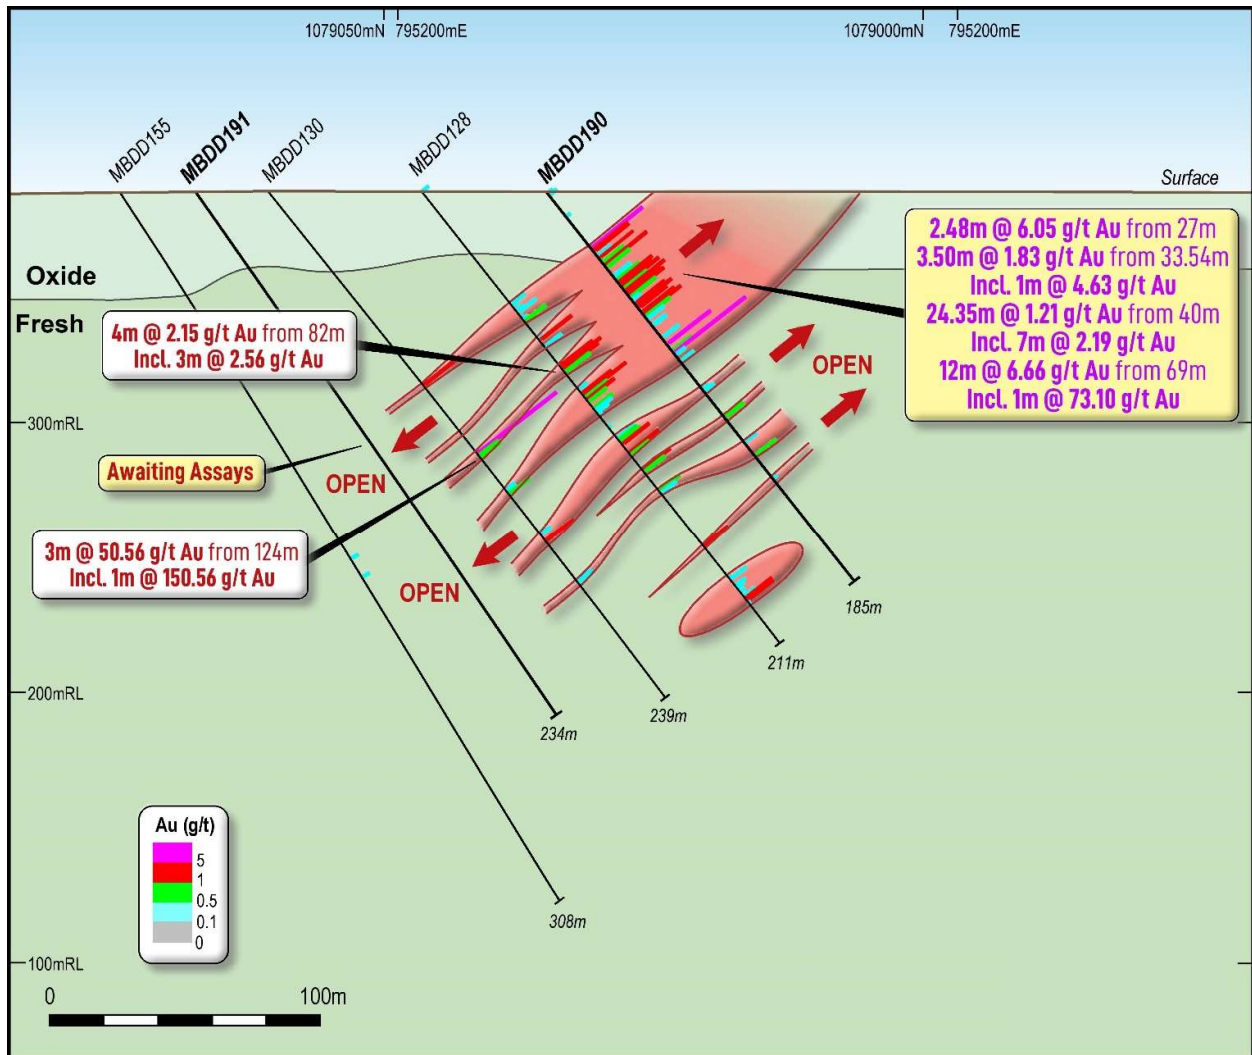 1079050mN 795200mE
1079000mN 795200mE
MBDD155
MBDD191
MBDD130
MBDD128
MBDD190
Surface
2.48m @ 6.05 g/t Au from 27m
3.50m @ 1.83 g/t Au from 33.54m
Incl. 1m @ 4.63 g/t Au
24.35m @ 1.21 g/t Au from 40m
Incl. 7m @ 2.19 g/t Au
12m @ 6.66 g/t Au from 69m
Incl. 1m @ 73.10 g/t Au
Oxide
Fresh
4m @ 2.15 g/t Au from 82m
Incl. 3m @ 2.56 g/t Au
OPEN
300mRL
Awaiting Assays
OPEN
3m @ 50.56 g/t Au from 124m
Incl. 1m @ 150.56 g/t Au
OPEN
185m
211m
200mRL
239m
234m
Au (g/t)
5
1
0.5
0.1
0
308m
100mRL
0
100m